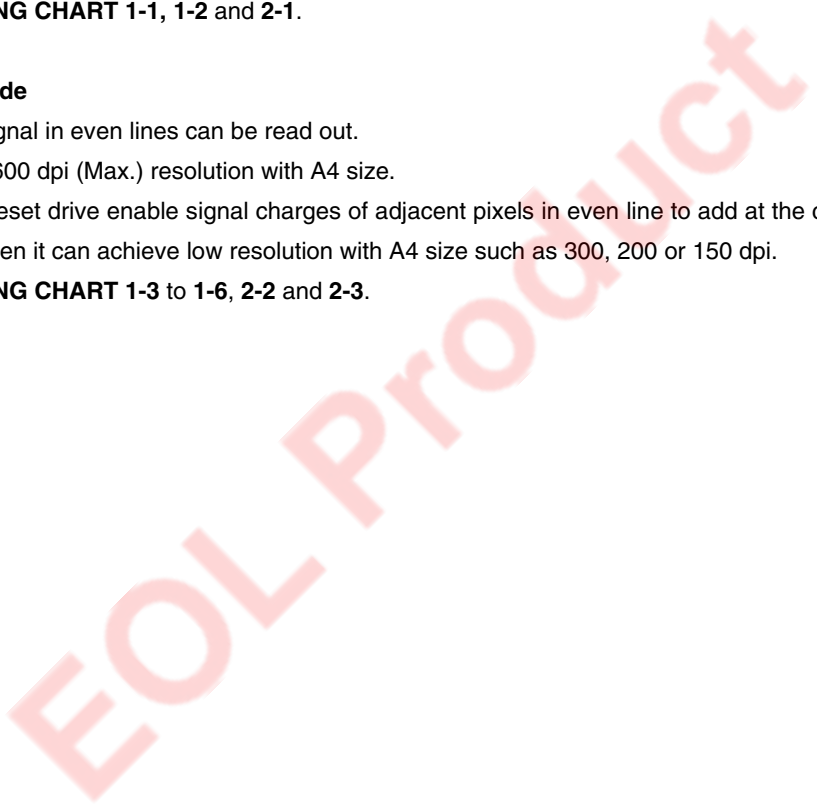 NG CHART 1-1, 1-2 and 2-1.
de
gnal in even lines can be read out.
600 dpi (Max.) resolution with A4 size.
eset drive enable signal charges of adjacent pixels in even line to add at the
en it can achieve low resolution with A4 size such as 300, 200 or 150 dpi.
NG CHART 1-3 to 1-6, 2-2 and 2-3.
EOL Product